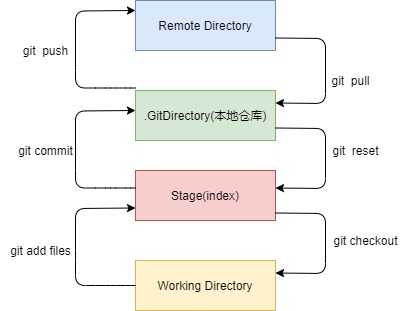 Remote Directory
git push
git pull
.GitDirectory(本地仓库)
git commit
git reset
Stage(index)
git add files
git checkout
Working Directory